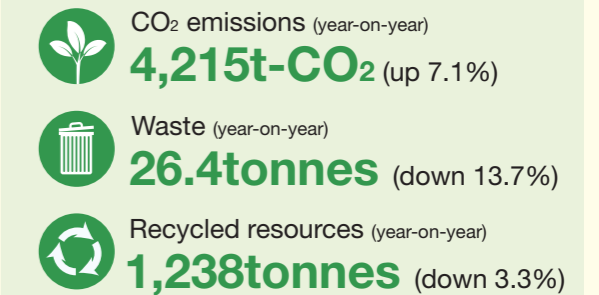 CO2 emissions (year-on-year)
4,215t-CO2 (up 7.1%)
Waste (year-on-year)
26.4tonnes (down 13.7%)
Recycled resources (year-on-year)
1,238tonnes (down 3.3%)